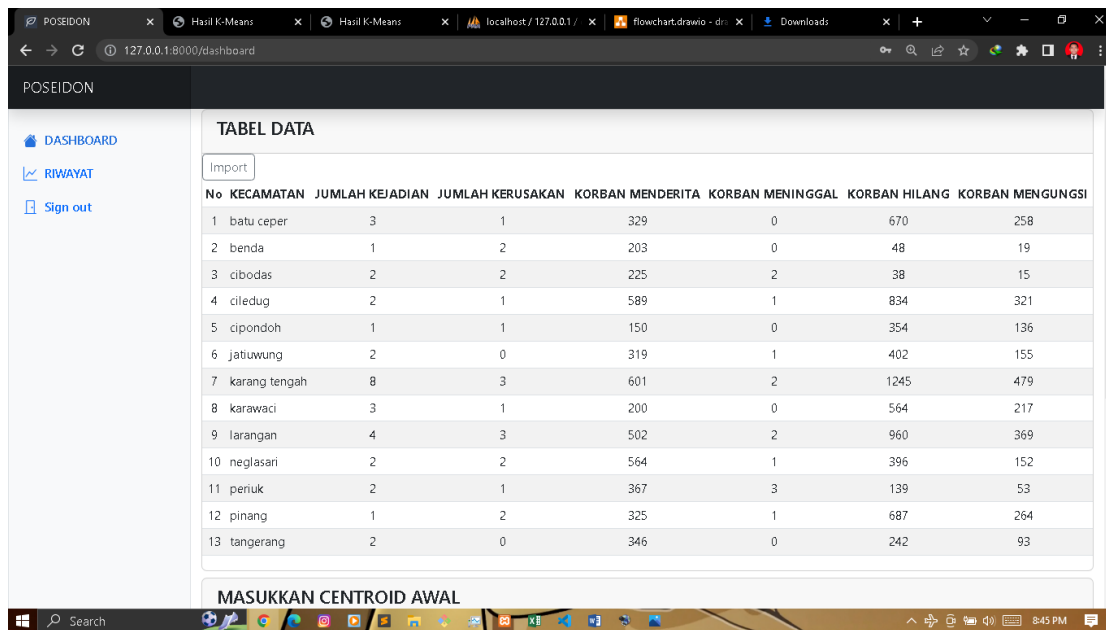 POSEIDON Hasil K-Means Hasil K-Means localhost / 127.0.0.1 / flowchart.drawio - dra Downloads
127.0.0.1:8000/dashboard
POSEIDON
DASHBOARD
RIWAYAT
Sign out
TABEL DATA
Import
No KECAMATAN JUMLAH KEJADIAN JUMLAH KERUSAKAN KORBAN MENDERITA KORBAN MENINGGAL KORBAN HILANG KORBAN MENGUNGSI
1 batu ceper 3 1 329 0 670 258
2 benda 1 2 203 0 48 19
3 cibodas 2 2 225 2 38 15
4 ciledug 2 1 589 1 834 321
5 cipondoh 1 1 150 0 354 136
6 jatiuwung 2 0 319 1 402 155
7 karang tengah 8 3 601 2 1245 479
8 karawaci 3 1 200 0 564 217
9 larangan 4 3 502 2 960 369
10 neglasari 2 2 564 1 396 152
11 periuk 2 1 367 3 139 53
12 pinang 1 2 325 1 687 264
13 tangerang 2 0 346 0 242 93
MASUKKAN CENTROID AWAL
Search 8:45 PM